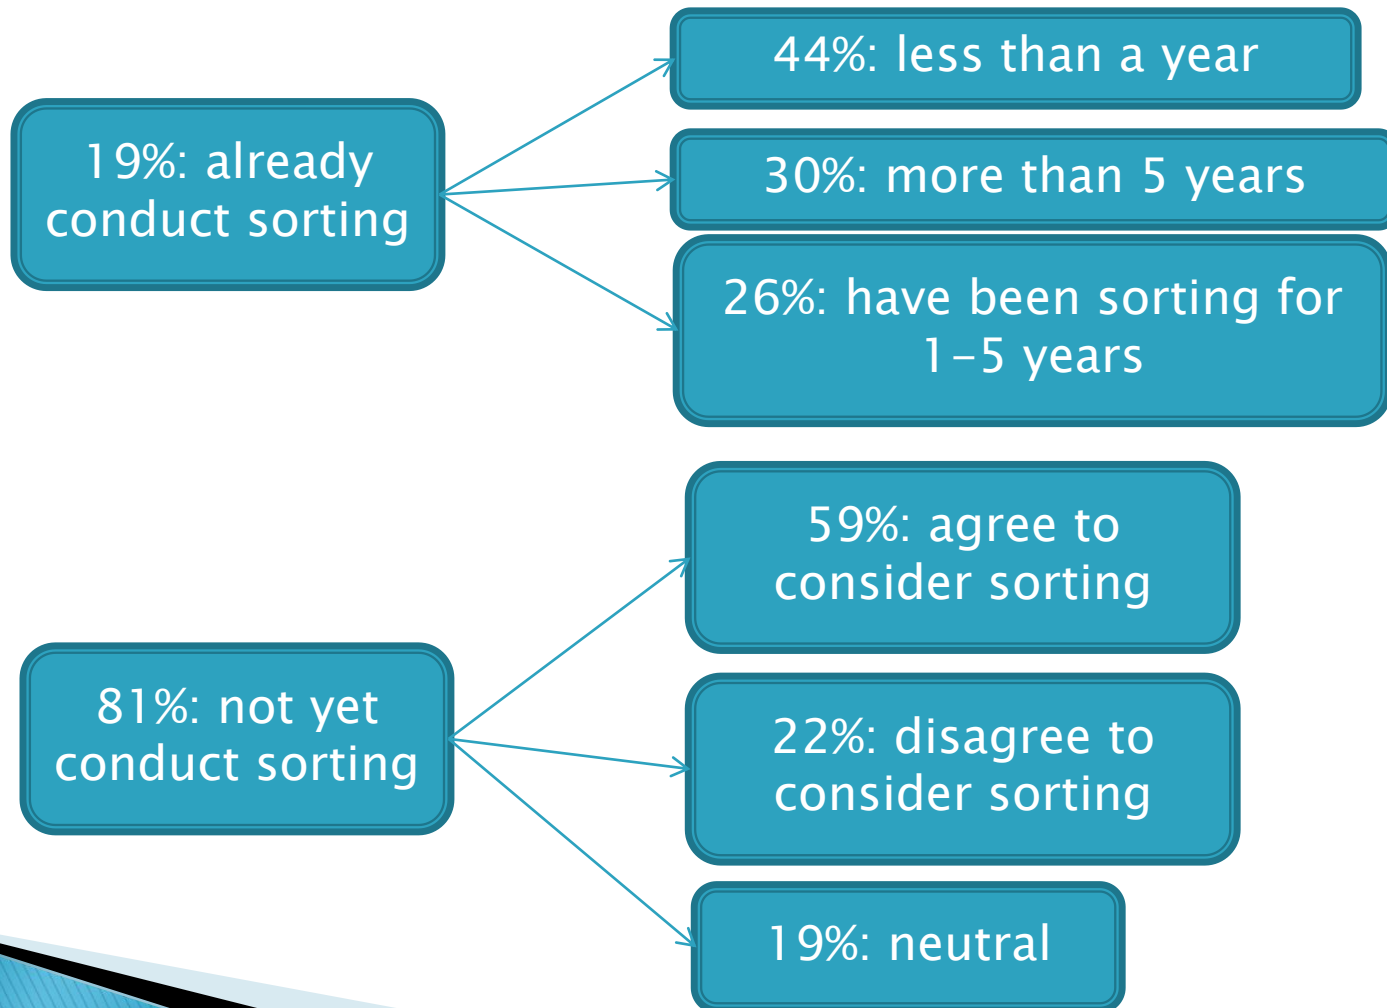 19%: already
conduct sorting
44%: less than a year
30%: more than 5 years
26%: have been sorting for
1-5 years
81%: not yet
conduct sorting
59%: agree to
consider sorting
22%: disagree to
consider sorting
19%: neutral